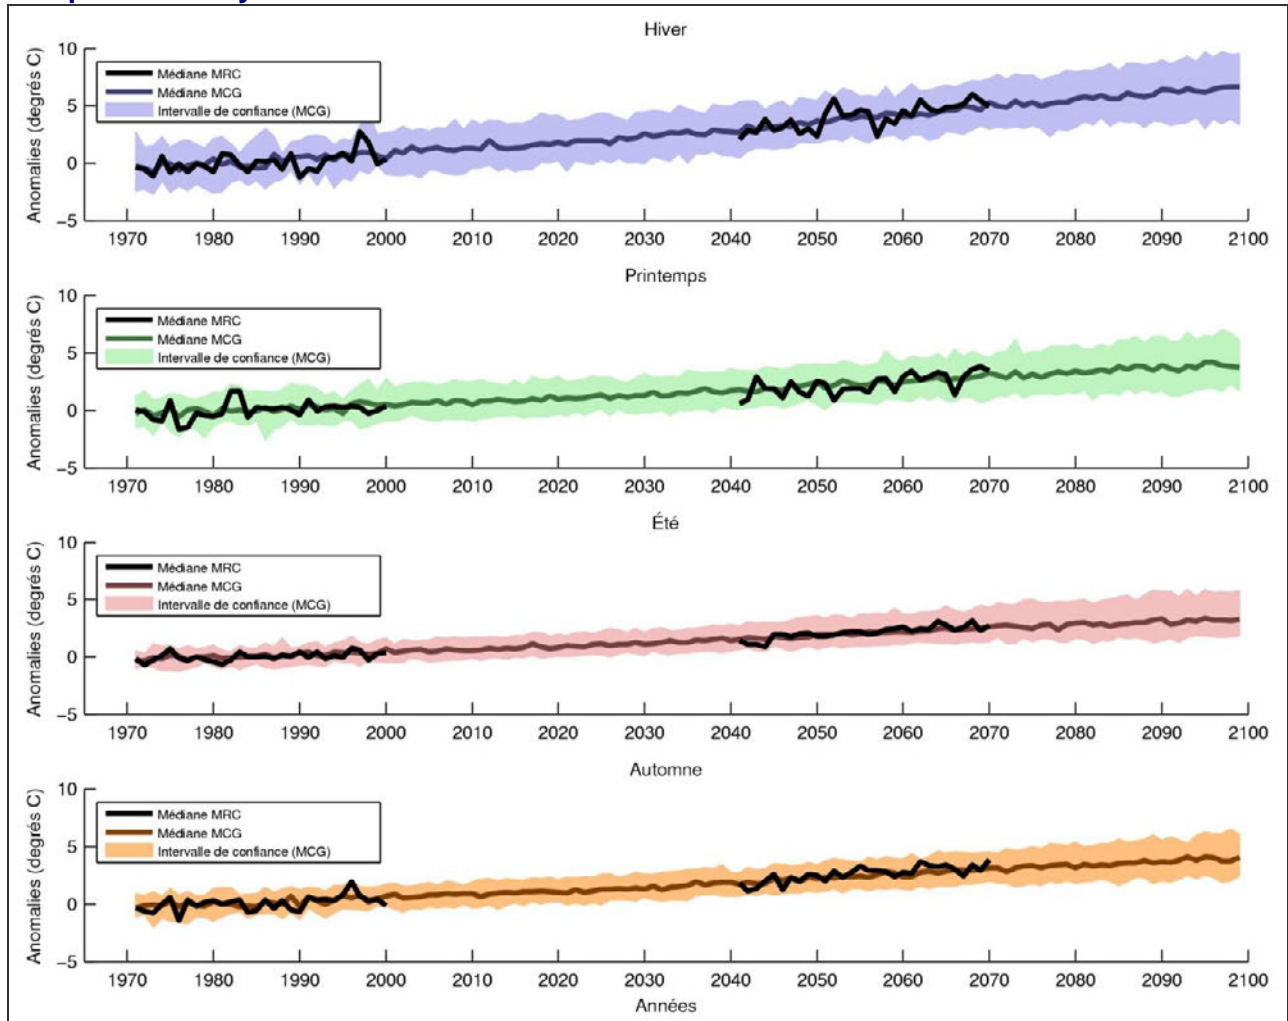 Hiver
Anomalies (degrés C)
10
5
0
−5
Médiane MRC
Médiane MCG
Intervalle de confiance (MCG)
1970 1980 1990 2000 2010 2020 2030 2040 2050 2060 2070 2080 2090 2100
Printemps
Anomalies (degrés C)
10
5
0
−5
Médiane MRC
Médiane MCG
Intervalle de confiance (MCG)
1970 1980 1990 2000 2010 2020 2030 2040 2050 2060 2070 2080 2090 2100
Été
Anomalies (degrés C)
10
5
0
−5
Médiane MRC
Médiane MCG
Intervalle de confiance (MCG)
1970 1980 1990 2000 2010 2020 2030 2040 2050 2060 2070 2080 2090 2100
Automne
Anomalies (degrés C)
10
5
0
−5
Médiane MRC
Médiane MCG
Intervalle de confiance (MCG)
1970 1980 1990 2000 2010 2020 2030 2040 2050 2060 2070 2080 2090 2100
Années